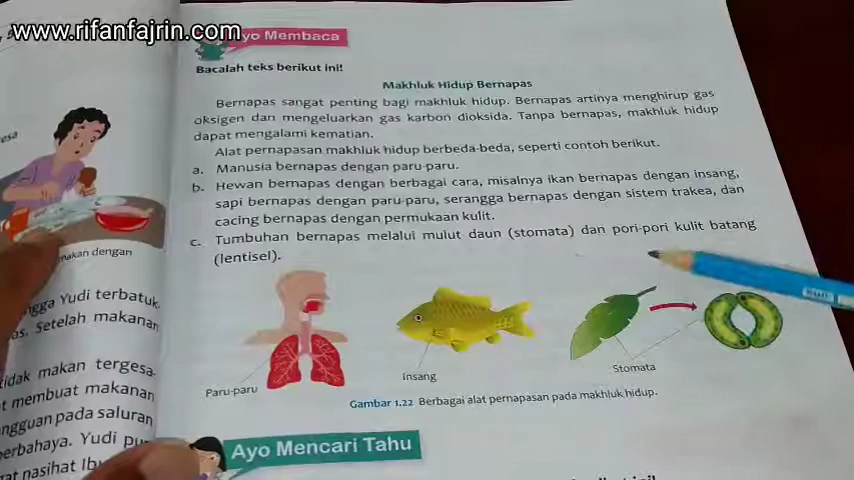 www.rifanfajrin.com
yo Membaca
Bacalah teks berikut ini!
Makhluk Hidup Bernapas
Bernapas sangat penting bagi makhluk hidup. Bernapas artinya menghirup gas
oksigen dan mengeluarkan gas karbon dioksida. Tanpa bernapas, makhluk hidup
dapat mengalami kematian.
Alat pernapasan makhluk hidup berbeda-beda, seperti contoh berikut.
a. Manusia bernapas dengan paru-paru.
b. Hewan bernapas dengan berbagai cara, misalnya ikan bernapas dengan insang,
sapi bernapas dengan paru-paru, serangga bernapas dengan sistem trakea, dan
cacing bernapas dengan permukaan kulit.
c. Tumbuhan bernapas melalui mulut daun (stomata) dan pori-pori kulit batang
(lentisel).
Paru-paru
Insang
Stomata
Gambar 1.22 Berbagai alat pernapasan pada makhluk hidup.
Ayo Mencari Tahu
makan dengan
ngga Yudi terbatuk.
as. Setelah makanan
tidak makan tergesa
t membuat makanan
ngguan pada saluran
berbahaya. Yudi
gat nasihat